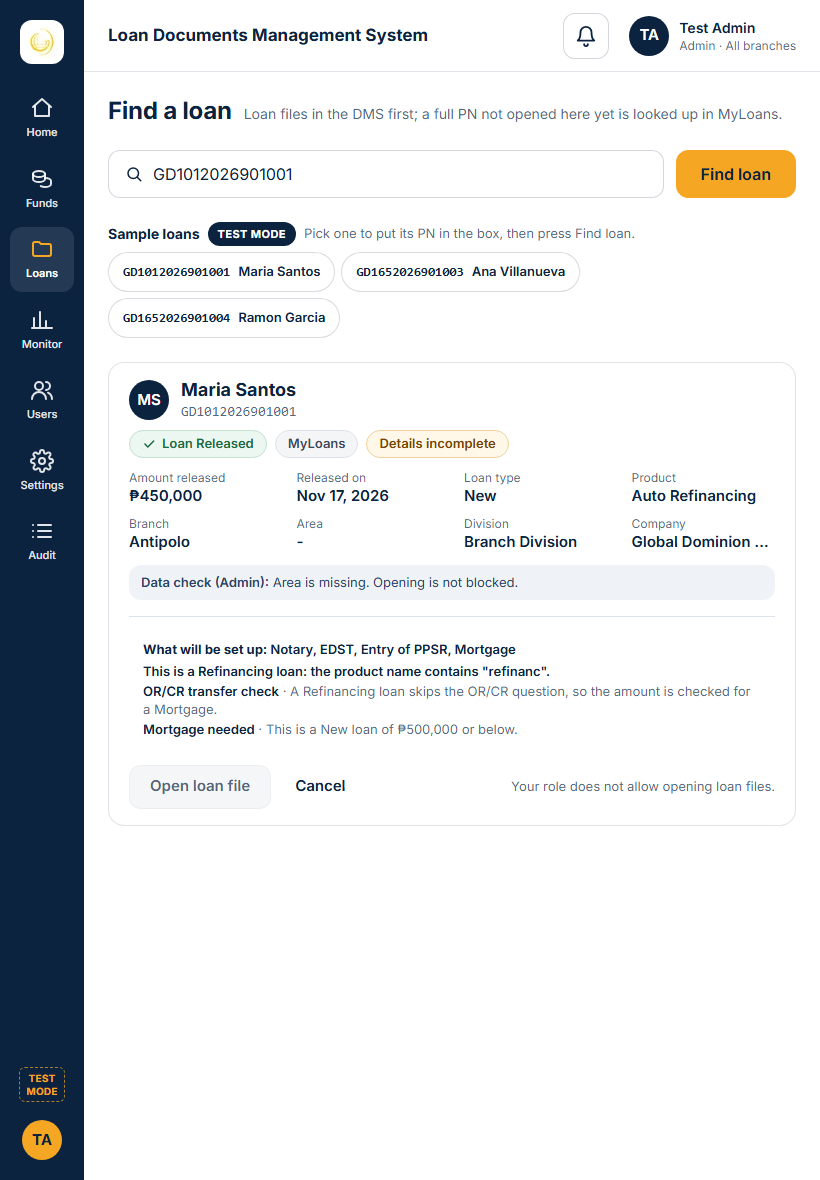 Loan Documents Management System
TA
Test Admin
Admin · All branches
Home
Funds
Loans
Monitor
Users
Settings
Audit
TEST
MODE
TA
Find a loan
Loan files in the DMS first; a full PN not opened here yet is looked up in MyLoans.
GD1012026901001
Find loan
Sample loans
TEST MODE
Pick one to put its PN in the box, then press Find loan.
GD1012026901001 Maria Santos
GD1652026901003 Ana Villanueva
GD1652026901004 Ramon Garcia
MS
Maria Santos
GD1012026901001
Loan Released
MyLoans
Details incomplete
Amount released
₱450,000
Released on
Nov 17, 2026
Loan type
New
Product
Auto Refinancing
Branch
Antipolo
Area
-
Division
Branch Division
Company
Global Dominion ...
Data check (Admin): Area is missing. Opening is not blocked.
What will be set up: Notary, EDST, Entry of PPSR, Mortgage
This is a Refinancing loan: the product name contains "refinanc".
OR/CR transfer check · A Refinancing loan skips the OR/CR question, so the amount is checked for
a Mortgage.
Mortgage needed · This is a New loan of ₱500,000 or below.
Open loan file
Cancel
Your role does not allow opening loan files.